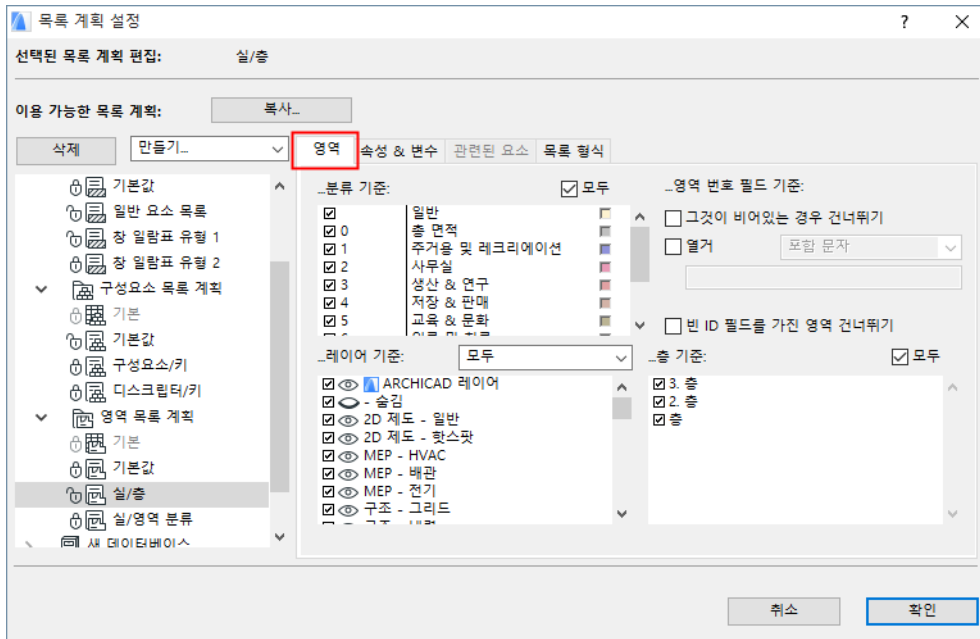 목록 계획 설정
?
선택된 목록 계획 편집: 실/층
이용 가능한 목록 계획: 복사...
삭제 만들기...
기본값
일반 요소 목록
창 일람표 유형 1
창 일람표 유형 2
구성요소 목록 계획
기본
기본값
구성요소/키
디스크립터/키
영역 목록 계획
기본
기본값
실/층
실/영역 분류
새 데이터베이스
영역 속성 & 변수 관련된 요소 목록 형식
...분류 기준: 모두
일반
0 총 면적
1 주거용 및 레크리에이션
2 사무실
3 생산 & 연구
4 저장 & 판매
5 교육 & 문화
...영역 번호 필드 기준:
그것이 비어있는 경우 건너뛰기
열거 포함 문자
빈 ID 필드를 가진 영역 건너뛰기
...레이어 기준: 모두
ARCHICAD 레이어
- 숨김
2D 제도 - 일반
2D 제도 - 핫스팟
MEP - HVAC
MEP - 배관
MEP - 전기
구조 - 그리드
...층 기준: 모두
3. 층
2. 층
층
취소 확인